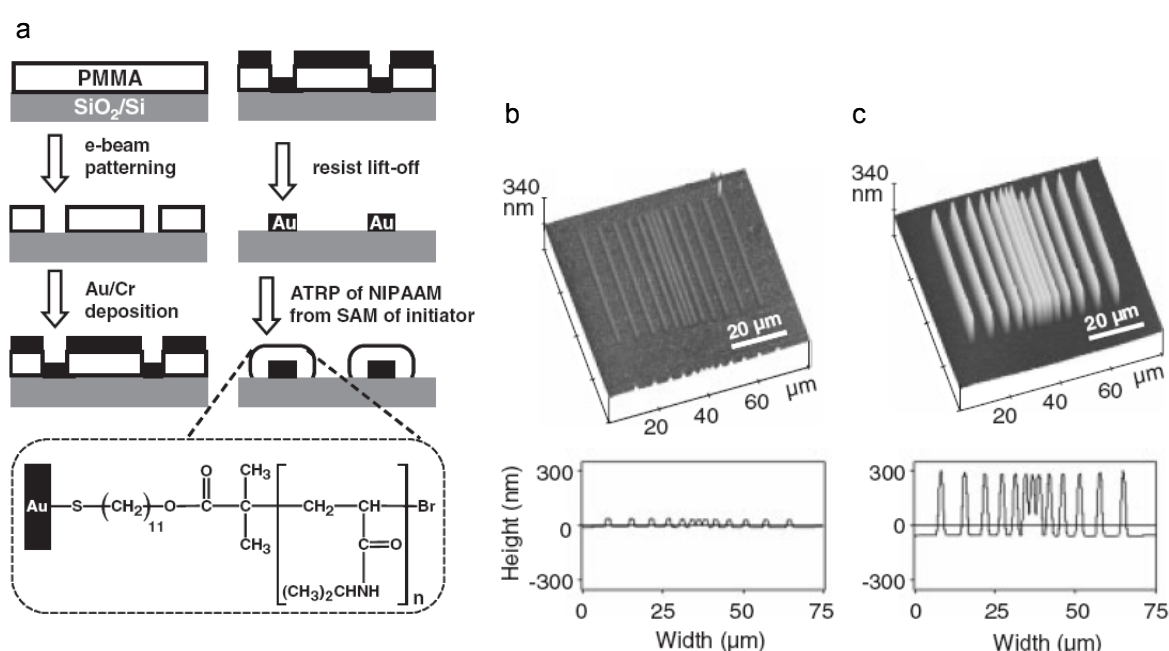 a
PMMA
SiO₂/Si
e-beam
patterning
Au/Cr
deposition
resist lift-off
Au Au
ATRP of NIPAAM
from SAM of initiator
Au S (CH₂)11 O C O CH₃ CH₃ CH₂ CH C O (CH₃)₂CHNH Br n
b
340
nm
20 µm
20 40 60 µm
Height (nm)
300
0
-300
0 25 50 75
Width (µm)
c
340
nm
20 µm
20 40 60 µm
300
0
-300
0 25 50 75
Width (µm)